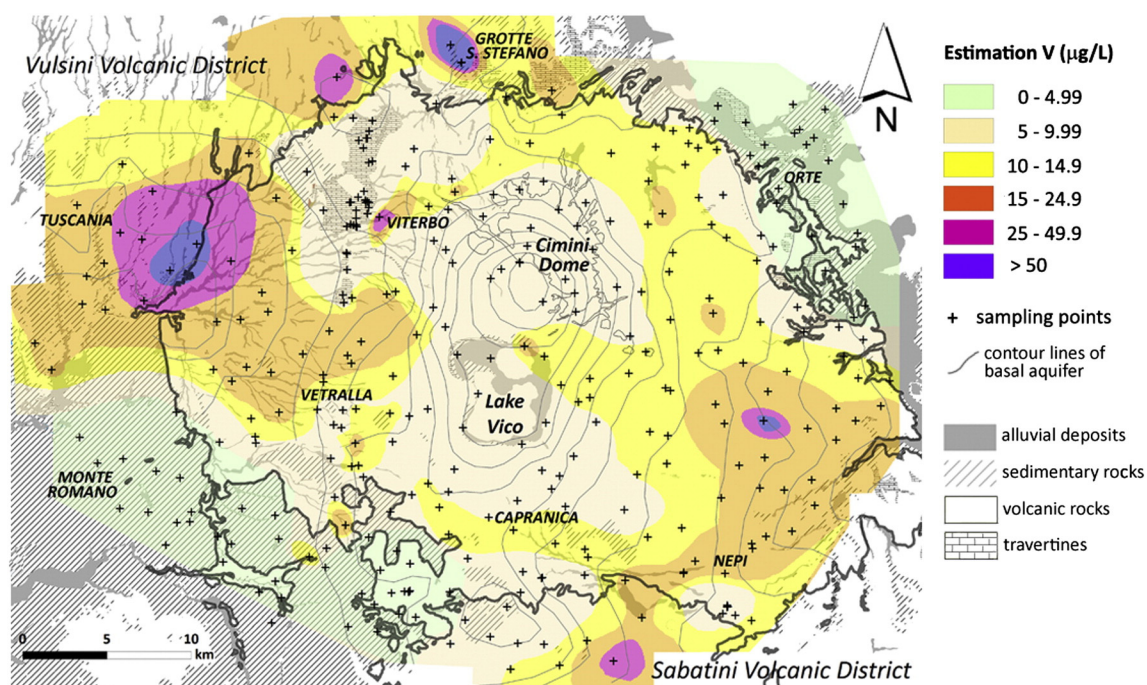 Vulsini Volcanic District
GROTTE
S. STEFANO
N
TUSCANIA
VITERBO
ORTE
Cimini
Dome
VETRALLA
Lake
Vico
MONTE
ROMANO
CAPRANICA
NEPI
0 5 10
km
Sabatini Volcanic District
Estimation V (µg/L)
0 - 4.99
5 - 9.99
10 - 14.9
15 - 24.9
25 - 49.9
> 50
+ sampling points
contour lines of
basal aquifer
alluvial deposits
sedimentary rocks
volcanic rocks
travertines